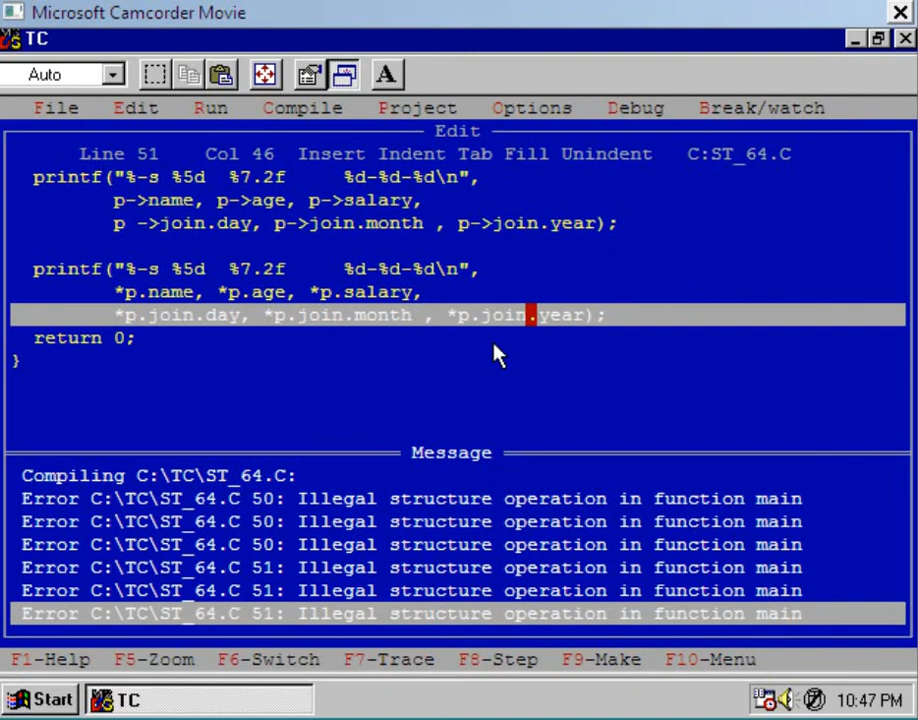 Microsoft Camcorder Movie
TC
Auto
A
File Edit Run Compile Project Options Debug Break/watch
Edit
Line 51 Col 46 Insert Indent Tab Fill Unindent C:ST_64.C
printf("%-s %5d %7.2f %d-%d-%d\n",
p->name, p->age, p->salary,
p ->join.day, p->join.month , p->join.year);
printf("%-s %5d %7.2f %d-%d-%d\n",
*p.name, *p.age, *p.salary,
*p.join.day, *p.join.month , *p.join.year);
return 0;
}
Message
Compiling C:\TC\ST_64.C:
Error C:\TC\ST_64.C 50: Illegal structure operation in function main
Error C:\TC\ST_64.C 50: Illegal structure operation in function main
Error C:\TC\ST_64.C 50: Illegal structure operation in function main
Error C:\TC\ST_64.C 51: Illegal structure operation in function main
Error C:\TC\ST_64.C 51: Illegal structure operation in function main
Error C:\TC\ST_64.C 51: Illegal structure operation in function main
F1-Help F5-Zoom F6-Switch F7-Trace F8-Step F9-Make F10-Menu
Start TC 10:47 PM